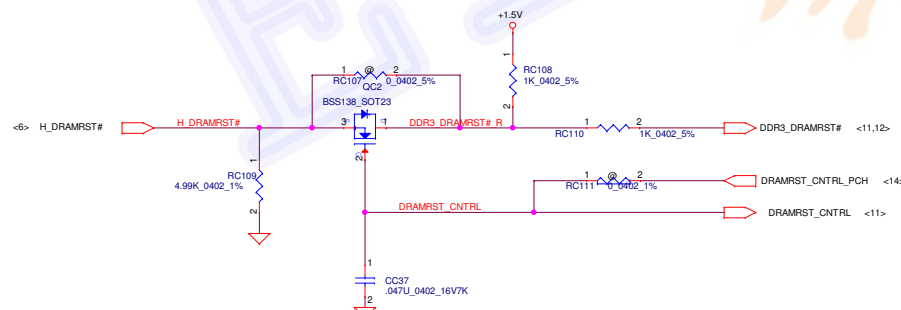 +1.5V
1
RC107
@
2
0_0402_5%
QC2
BSS138_SOT23
1
RC108
1K_0402_5%
2
<6> H_DRAMRST#
H_DRAMRST#
3
1
DDR3_DRAMRST#_R
2
RC110
1
2
1K_0402_5%
DDR3_DRAMRST# <11,12>
1
RC109
4.99K_0402_1%
2
1
RC111
@
2
0_0402_1%
DRAMRST_CNTRL_PCH <14>
DRAMRST_CNTRL
DRAMRST_CNTRL <11>
1
CC37
.047U_0402_16V7K
2